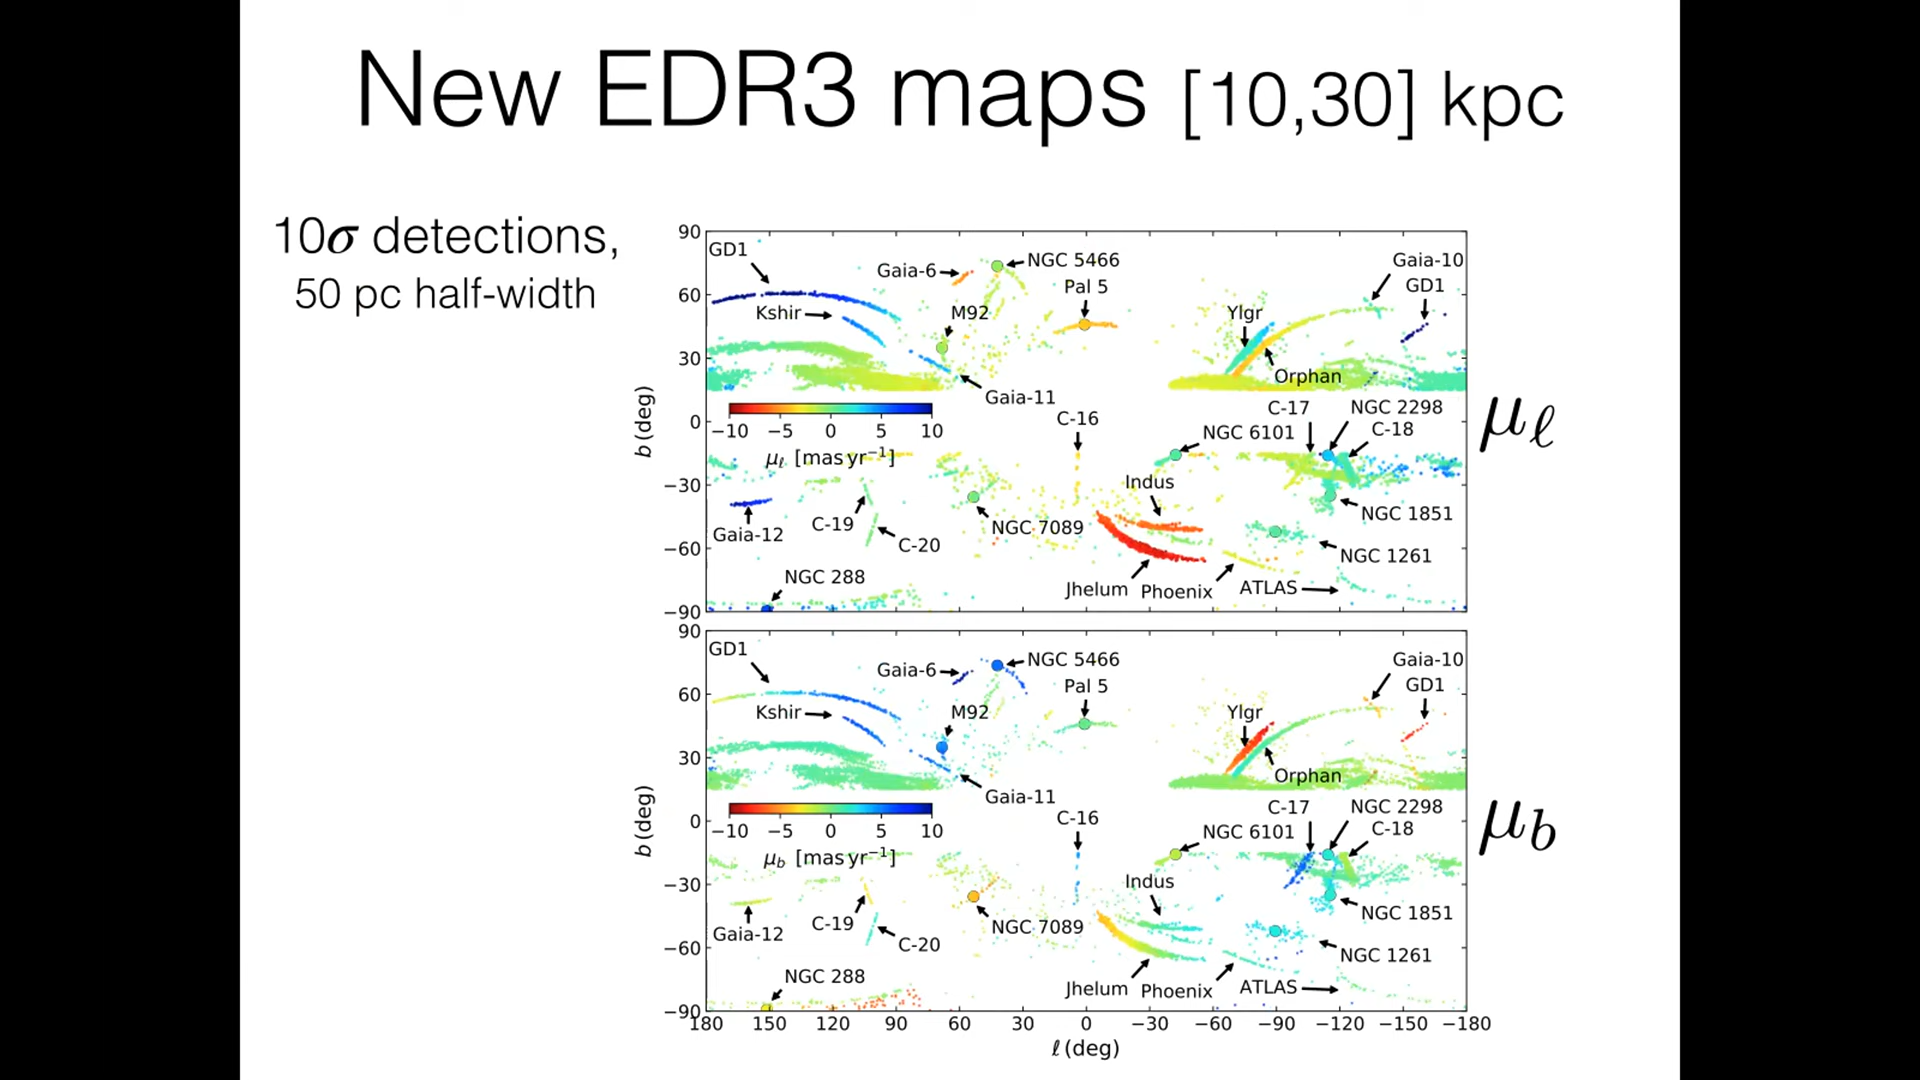 New EDR3 maps [10,30] kpc
10σ detections,
50 pc half-width
90
60
30
0
−30
−60
−90
b (deg)
GD1
Kshir
Gaia-6
NGC 5466
Pal 5
M92
Gaia-11
Gaia-10
GD1
Ylgr
Orphan
−10 −5 0 5 10
μℓ [mas yr⁻¹]
C-16
C-17
NGC 2298
NGC 6101
C-18
Indus
Gaia-12
C-19
C-20
NGC 7089
NGC 1851
NGC 1261
NGC 288
Jhelum
Phoenix
ATLAS
μℓ
90
60
30
0
−30
−60
−90
b (deg)
GD1
Kshir
Gaia-6
NGC 5466
Pal 5
M92
Gaia-11
Gaia-10
GD1
Ylgr
Orphan
−10 −5 0 5 10
μb [mas yr⁻¹]
C-16
C-17
NGC 2298
NGC 6101
C-18
Indus
Gaia-12
C-19
C-20
NGC 7089
NGC 1851
NGC 1261
NGC 288
Jhelum
Phoenix
ATLAS
μb
180 150 120 90 60 30 0 −30 −60 −90 −120 −150 −180
ℓ (deg)